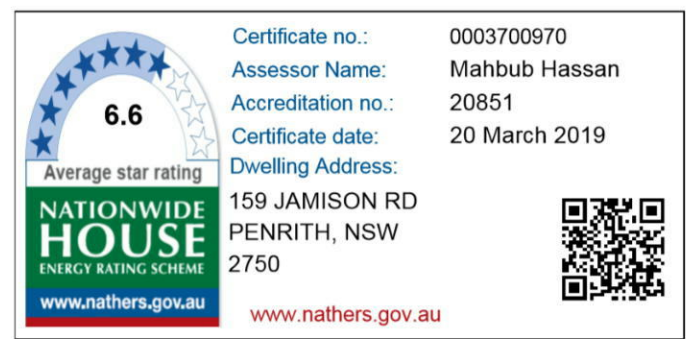 6.6
Average star rating
NATIONWIDE
HOUSE
ENERGY RATING SCHEME
www.nathers.gov.au
Certificate no.: 0003700970
Assessor Name: Mahbub Hassan
Accreditation no.: 20851
Certificate date: 20 March 2019
Dwelling Address:
159 JAMISON RD
PENRITH, NSW
2750
www.nathers.gov.au